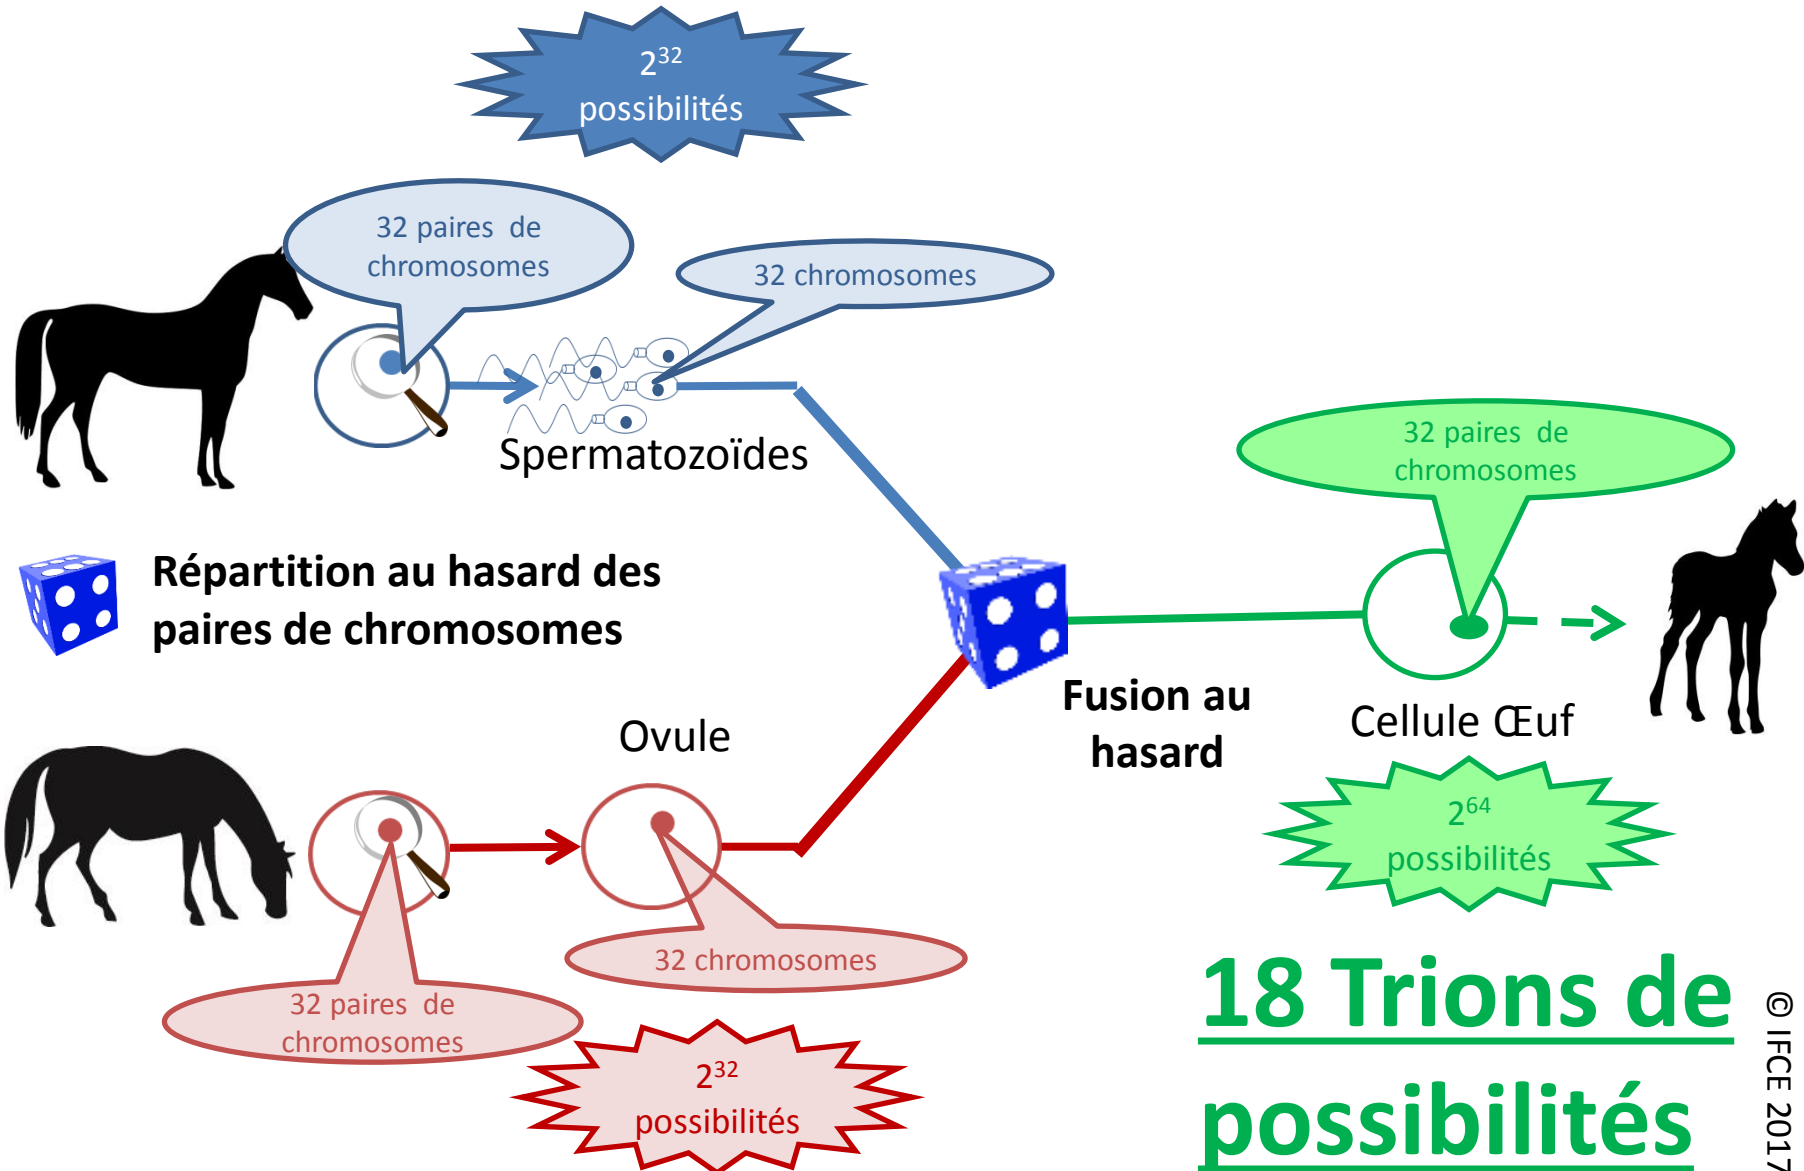 2³²
possibilités
32 paires de
chromosomes
32 chromosomes
Spermatozoïdes
32 paires de
chromosomes
Répartition au hasard des
paires de chromosomes
Fusion au
hasard
Cellule Œuf
Ovule
2⁶⁴
possibilités
32 chromosomes
32 paires de
chromosomes
2³²
possibilités
18 Trions de
possibilités
© IFCE 2017